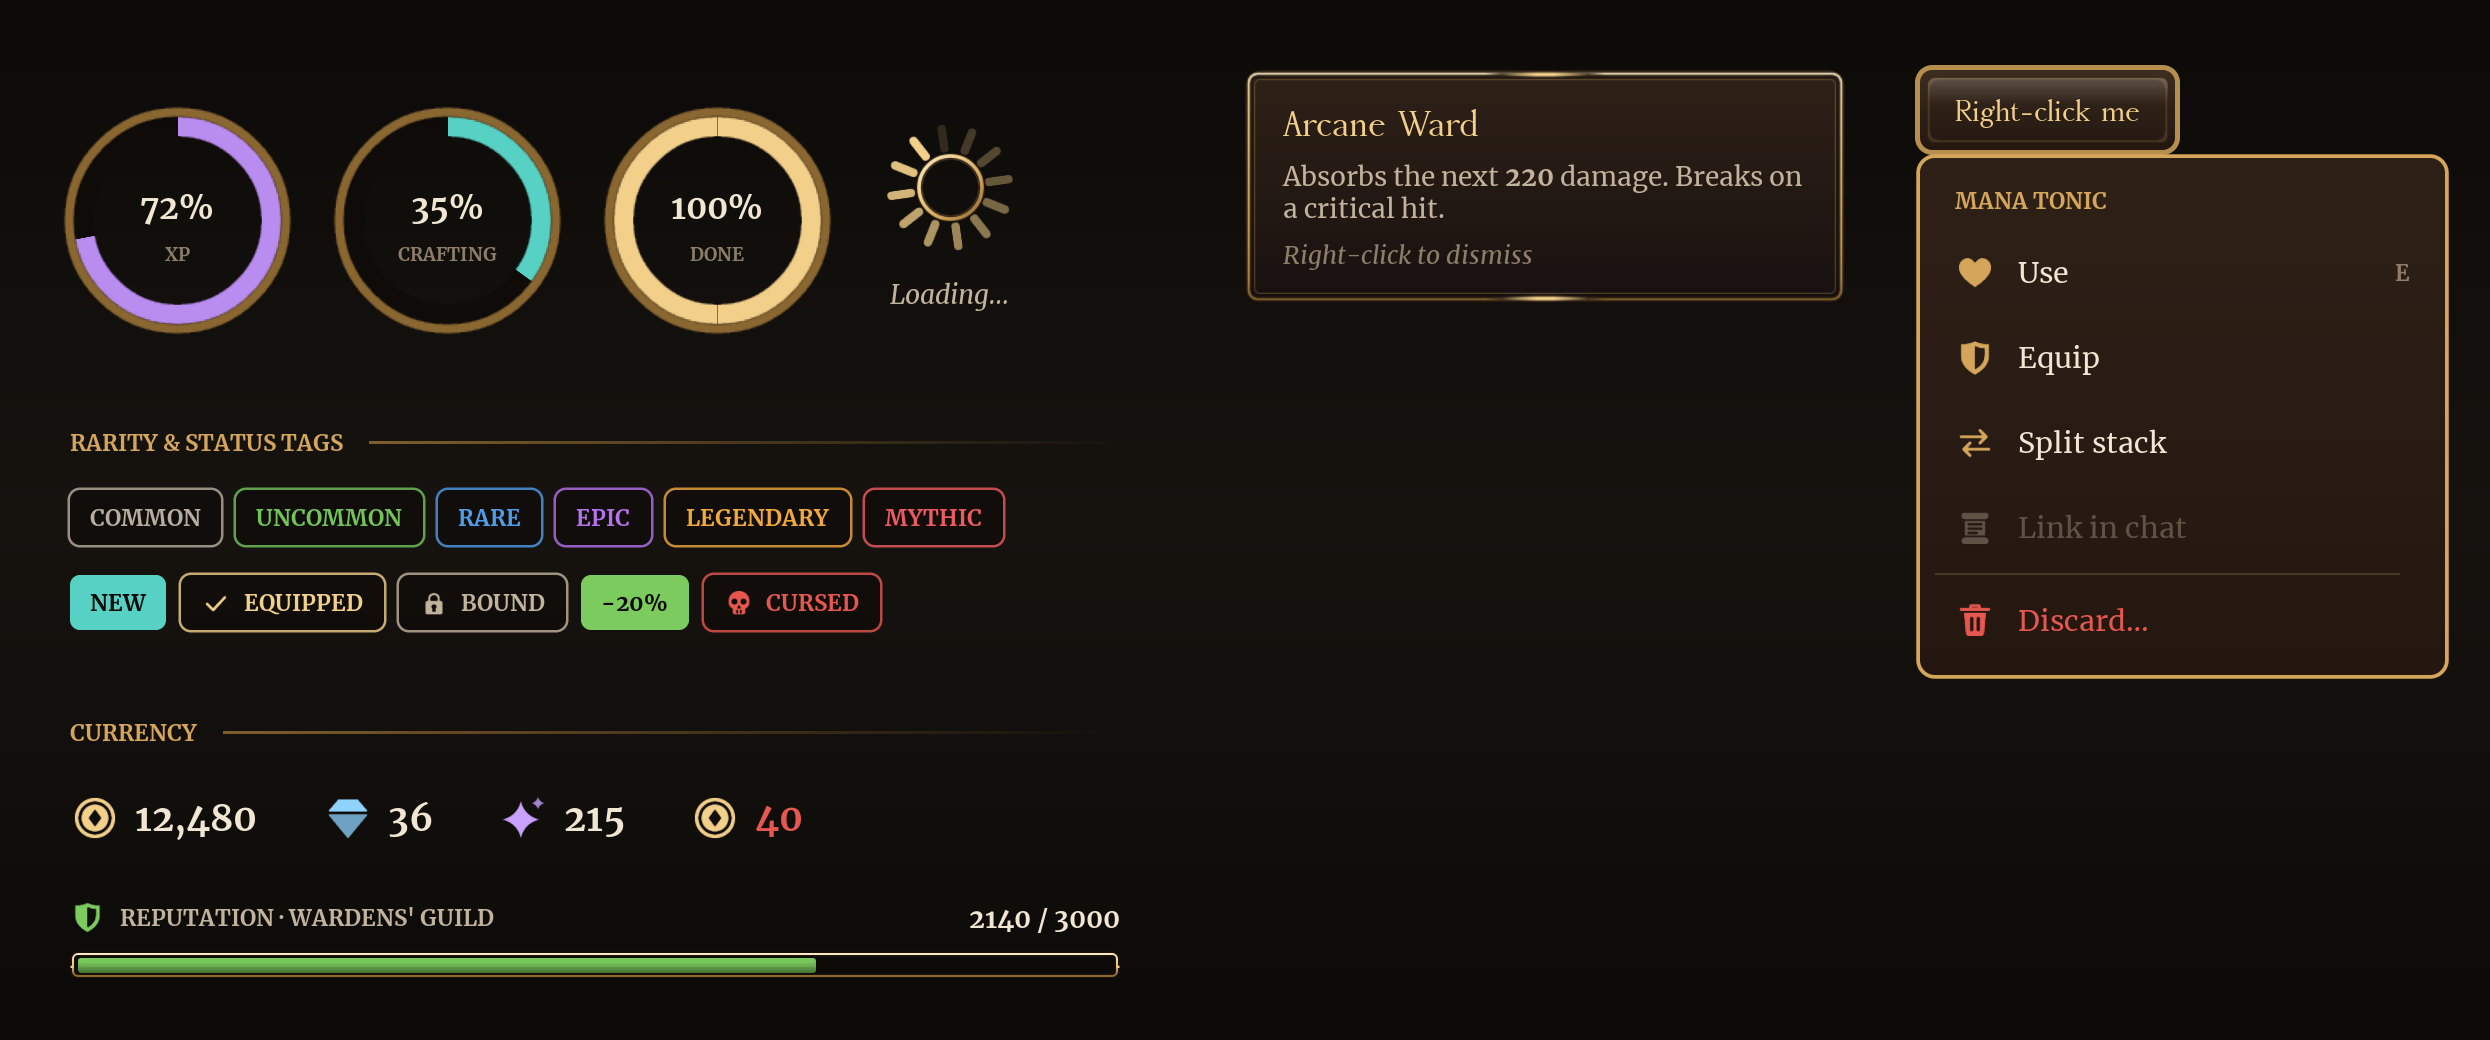 72%
XP
35%
CRAFTING
100%
DONE
Loading...
RARITY & STATUS TAGS
COMMON
UNCOMMON
RARE
EPIC
LEGENDARY
MYTHIC
NEW
EQUIPPED
BOUND
-20%
CURSED
CURRENCY
12,480
36
215
40
REPUTATION · WARDENS' GUILD
2140 / 3000
Arcane Ward
Absorbs the next 220 damage. Breaks on
a critical hit.
Right-click to dismiss
Right-click me
MANA TONIC
Use
E
Equip
Split stack
Link in chat
Discard...